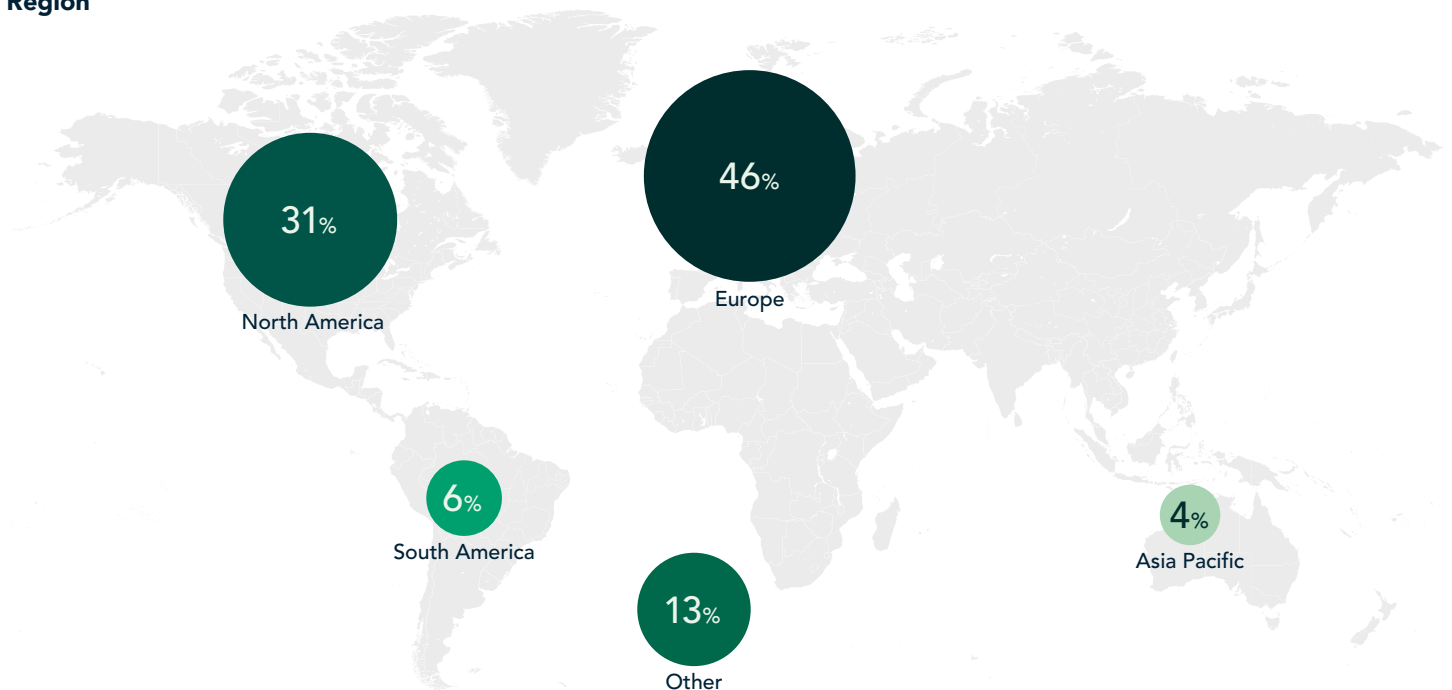 Region
46%
Europe
31%
North America
6%
South America
4%
Asia Pacific
13%
Other